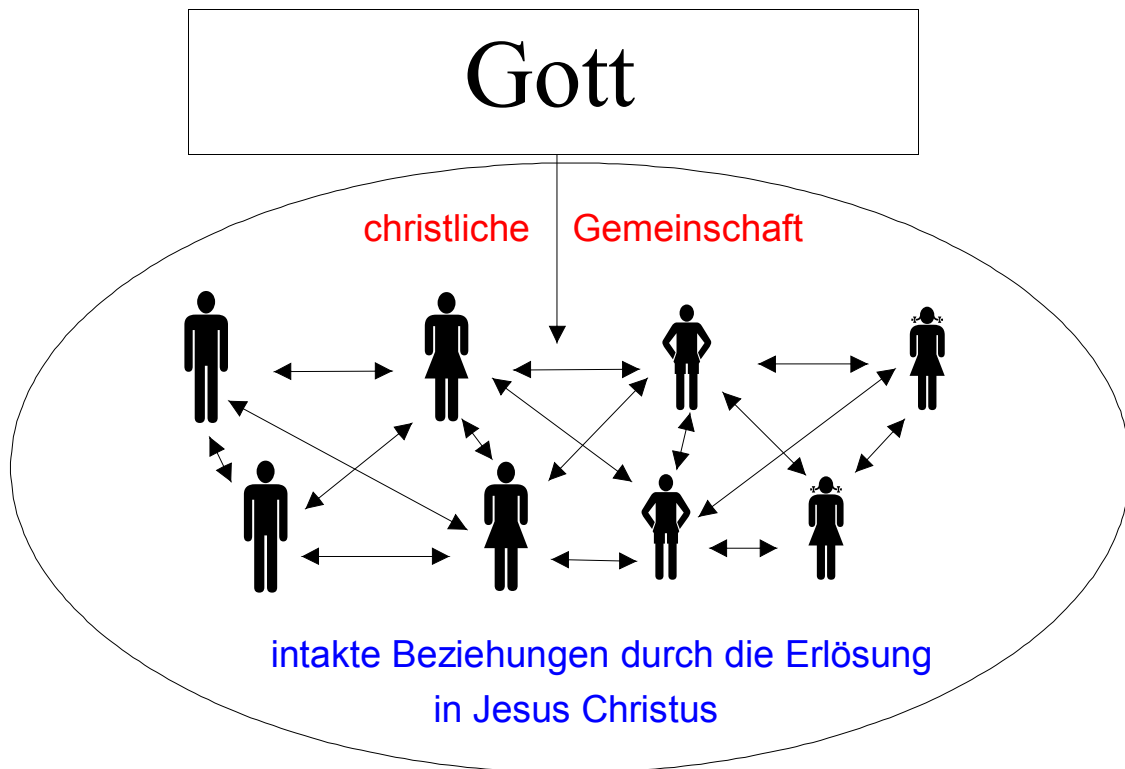 Gott
christliche Gemeinschaft
intakte Beziehungen durch die Erlösung
in Jesus Christus